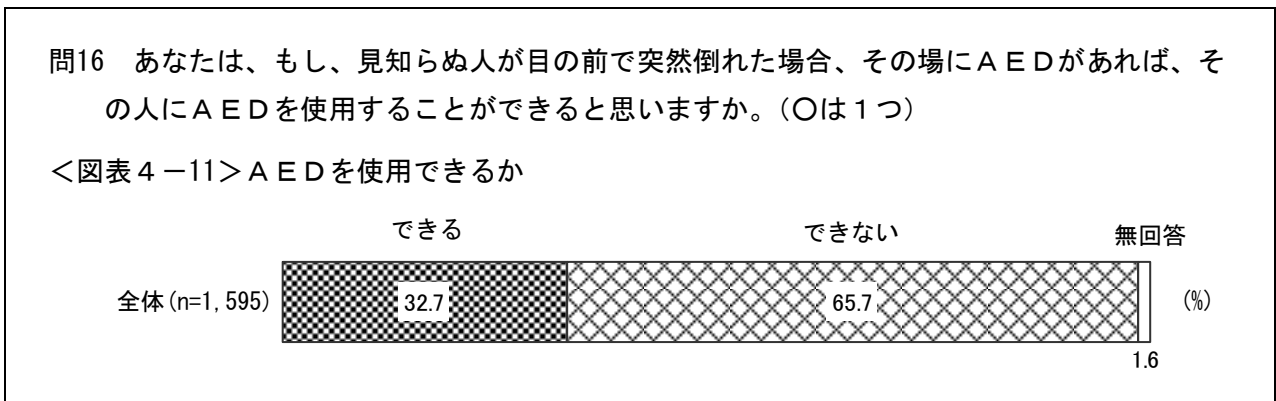 問16　あなたは、もし、見知らぬ人が目の前で突然倒れた場合、その場にＡＥＤがあれば、そ
の人にＡＥＤを使用することができると思いますか。（〇は１つ）
＜図表４－11＞ＡＥＤを使用できるか
できる　できない　無回答
全体(n=1,595)　32.7　65.7　(%)
1.6